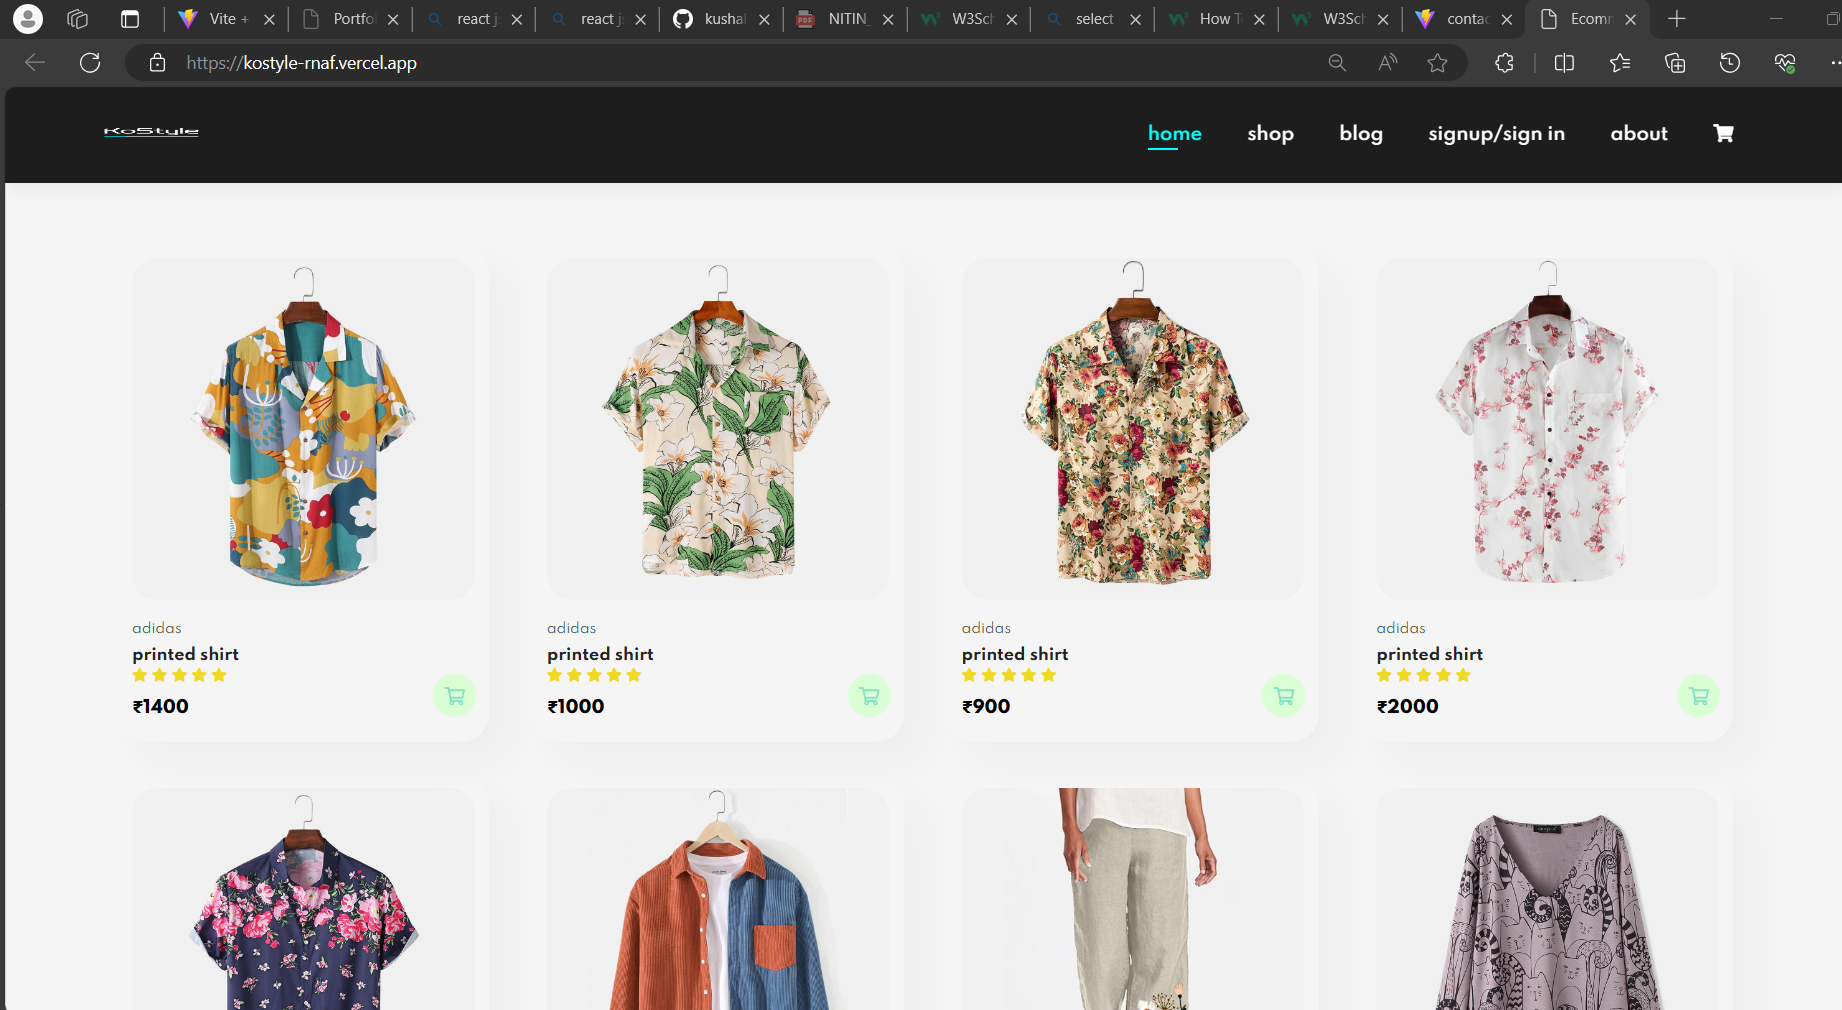 Vite +
Portfo
react j
react j
kushal
NITIN_
W3Sch
select
How T
W3Sch
contac
Ecomm
https://kostyle-rnaf.vercel.app
KoStyle
home
shop
blog
signup/sign in
about
adidas
printed shirt
₹1400
adidas
printed shirt
₹1000
adidas
printed shirt
₹900
adidas
printed shirt
₹2000